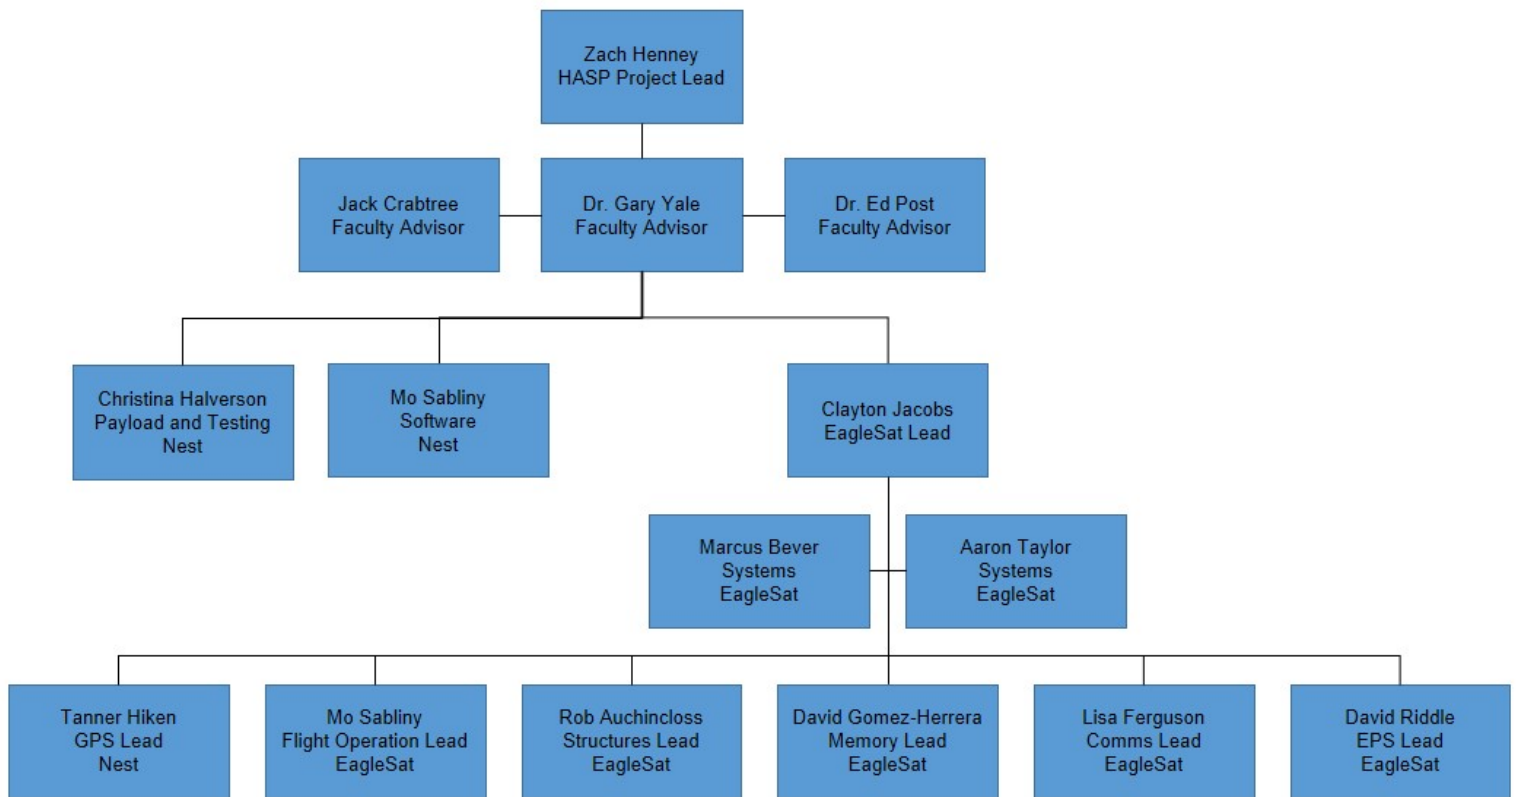 Zach Henney
HASP Project Lead
Jack Crabtree
Faculty Advisor
Dr. Gary Yale
Faculty Advisor
Dr. Ed Post
Faculty Advisor
Christina Halverson
Payload and Testing
Nest
Mo Sabliny
Software
Nest
Clayton Jacobs
EagleSat Lead
Marcus Bever
Systems
EagleSat
Aaron Taylor
Systems
EagleSat
Tanner Hiken
GPS Lead
Nest
Mo Sabliny
Flight Operation Lead
EagleSat
Rob Auchincloss
Structures Lead
EagleSat
David Gomez-Herrera
Memory Lead
EagleSat
Lisa Ferguson
Comms Lead
EagleSat
David Riddle
EPS Lead
EagleSat